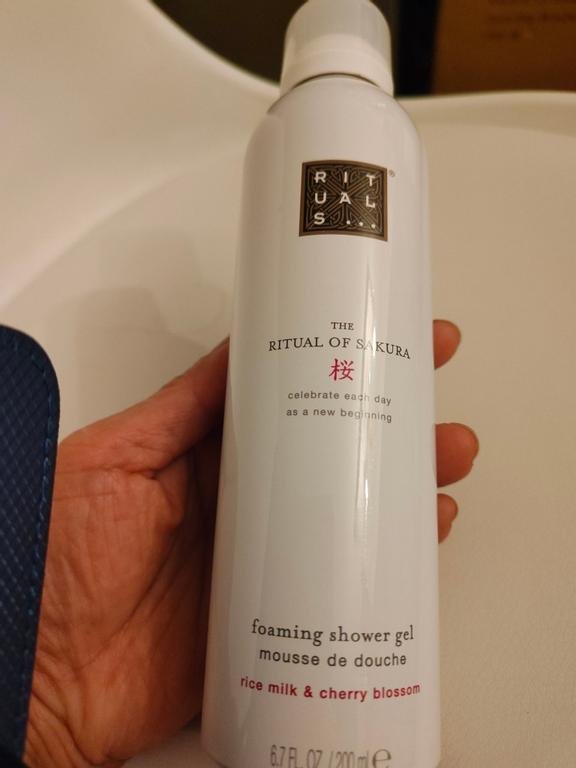 RIT
UAL
S...®
THE
RITUAL OF SAKURA
桜
celebrate each day
as a new beginning
foaming shower gel
mousse de douche
rice milk & cherry blossom
6.7 FL. OZ. / 200 ml ℮